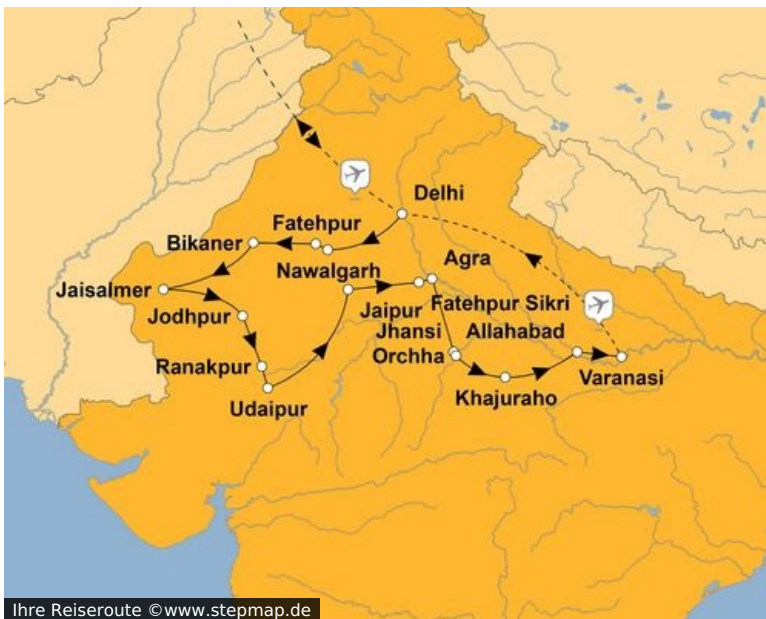 Delhi
Fatehpur
Bikaner
Nawalgarh
Agra
Jaisalmer
Jaipur
Fatehpur Sikri
Jodhpur
Jhansi
Allahabad
Orchha
Ranakpur
Varanasi
Khajuraho
Udaipur
Ihre Reiseroute ©www.stepmap.de